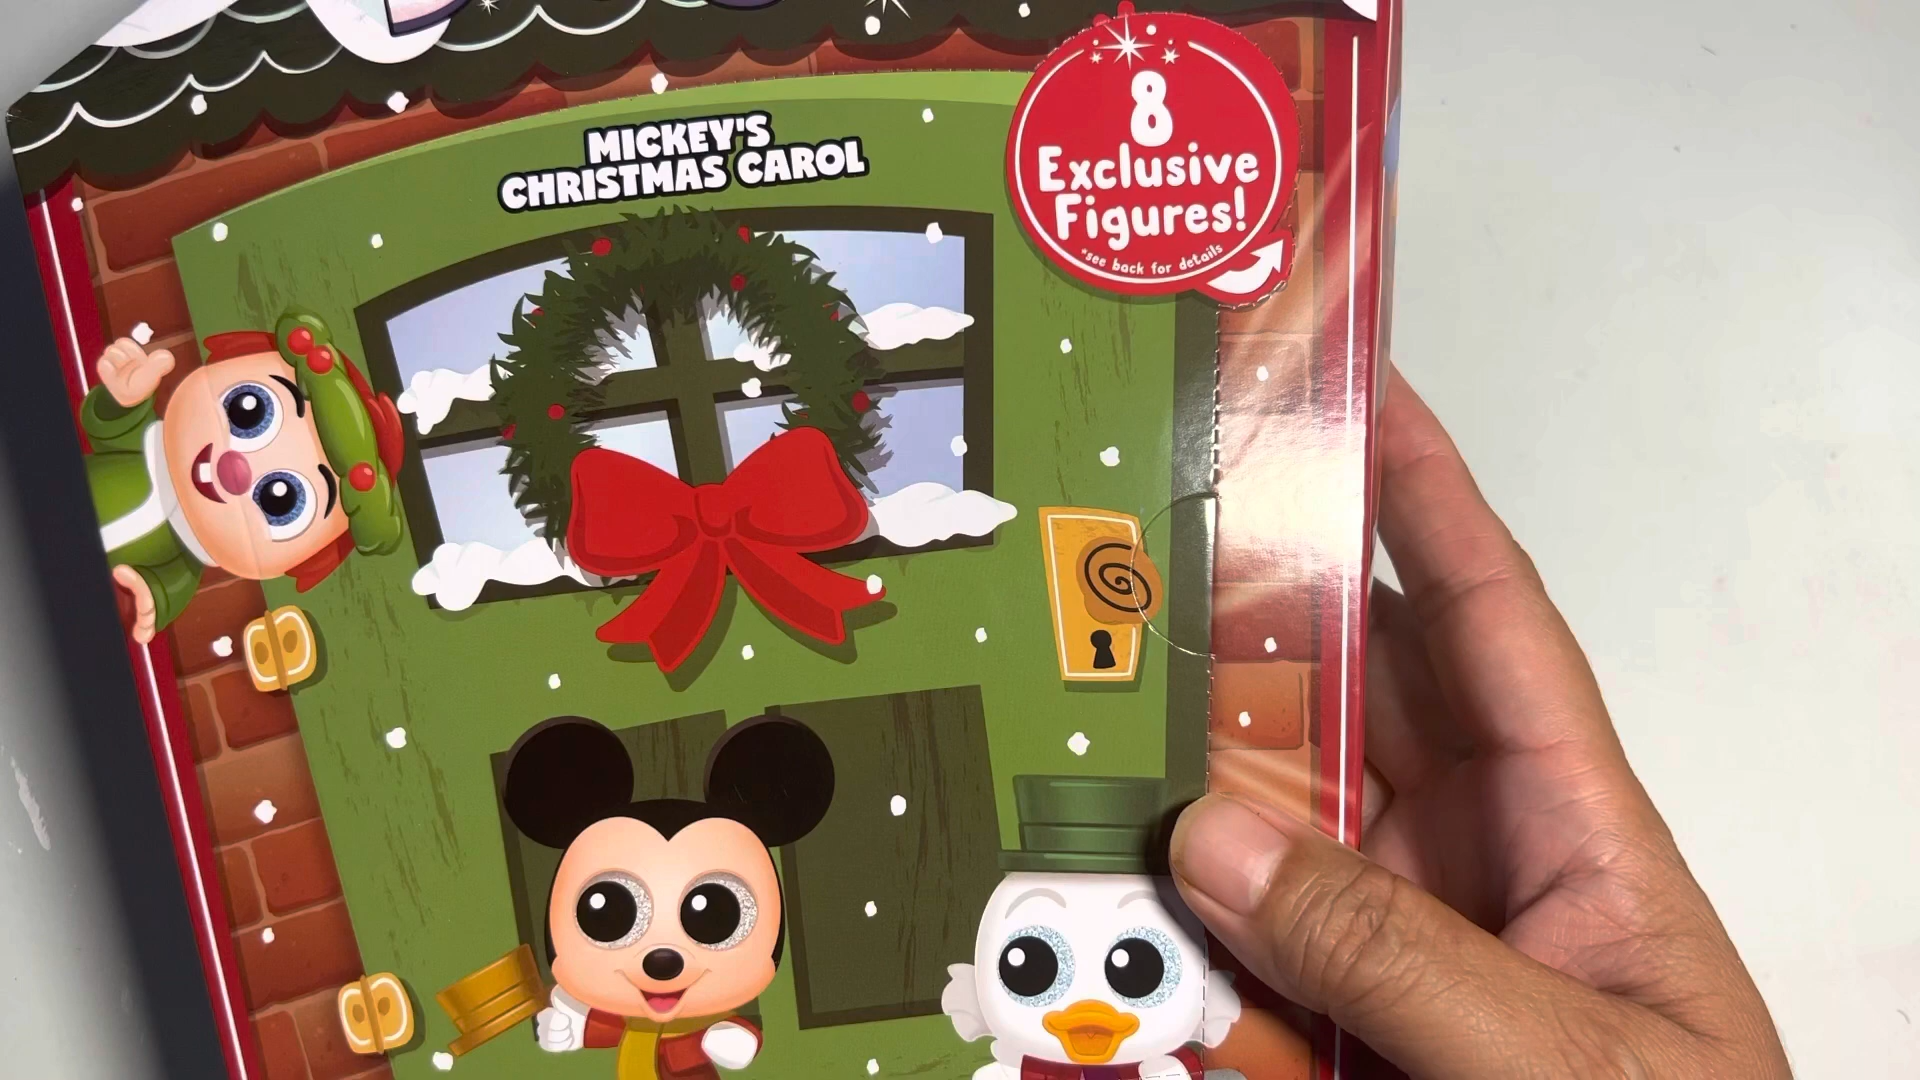 MICKEY'S
CHRISTMAS CAROL
8
Exclusive
Figures!
*see back for details